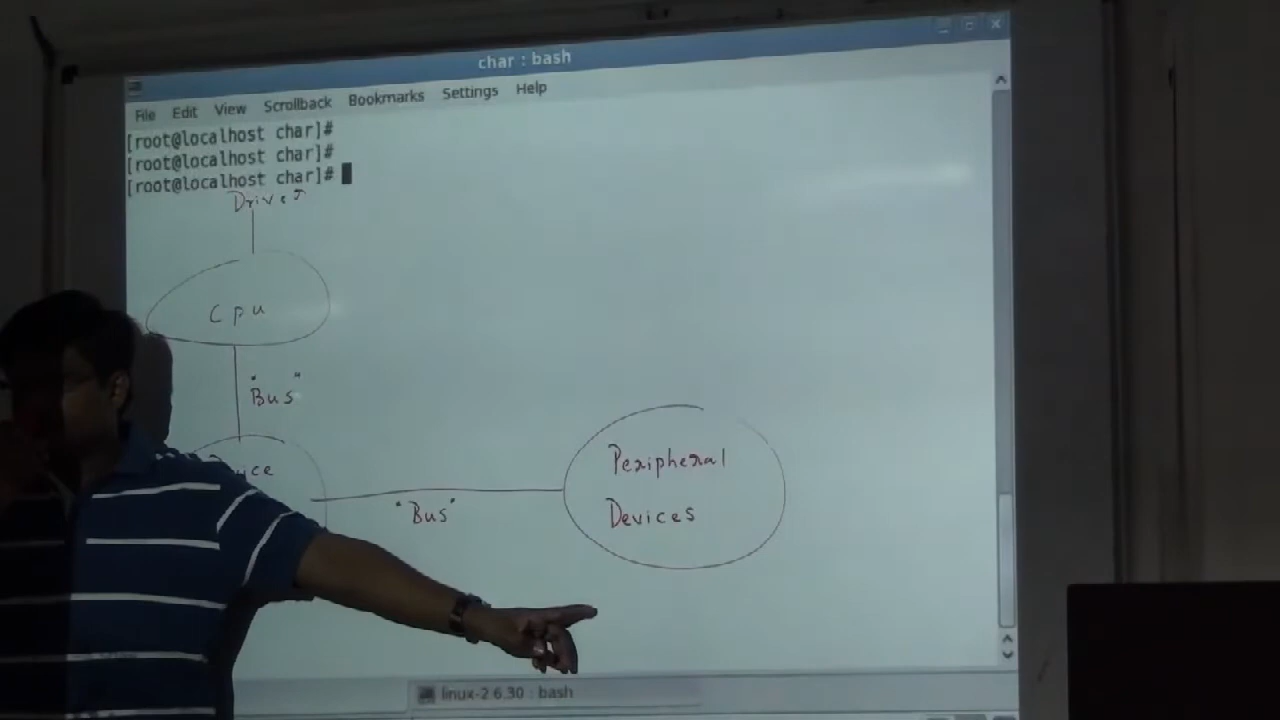 char : bash
File Edit View Scrollback Bookmarks Settings Help
[root@localhost char]#
[root@localhost char]#
[root@localhost char]#
Driver
Cpu
"Bus"
"Bus"
Peripheral
Devices
linux-2 6.30 : bash